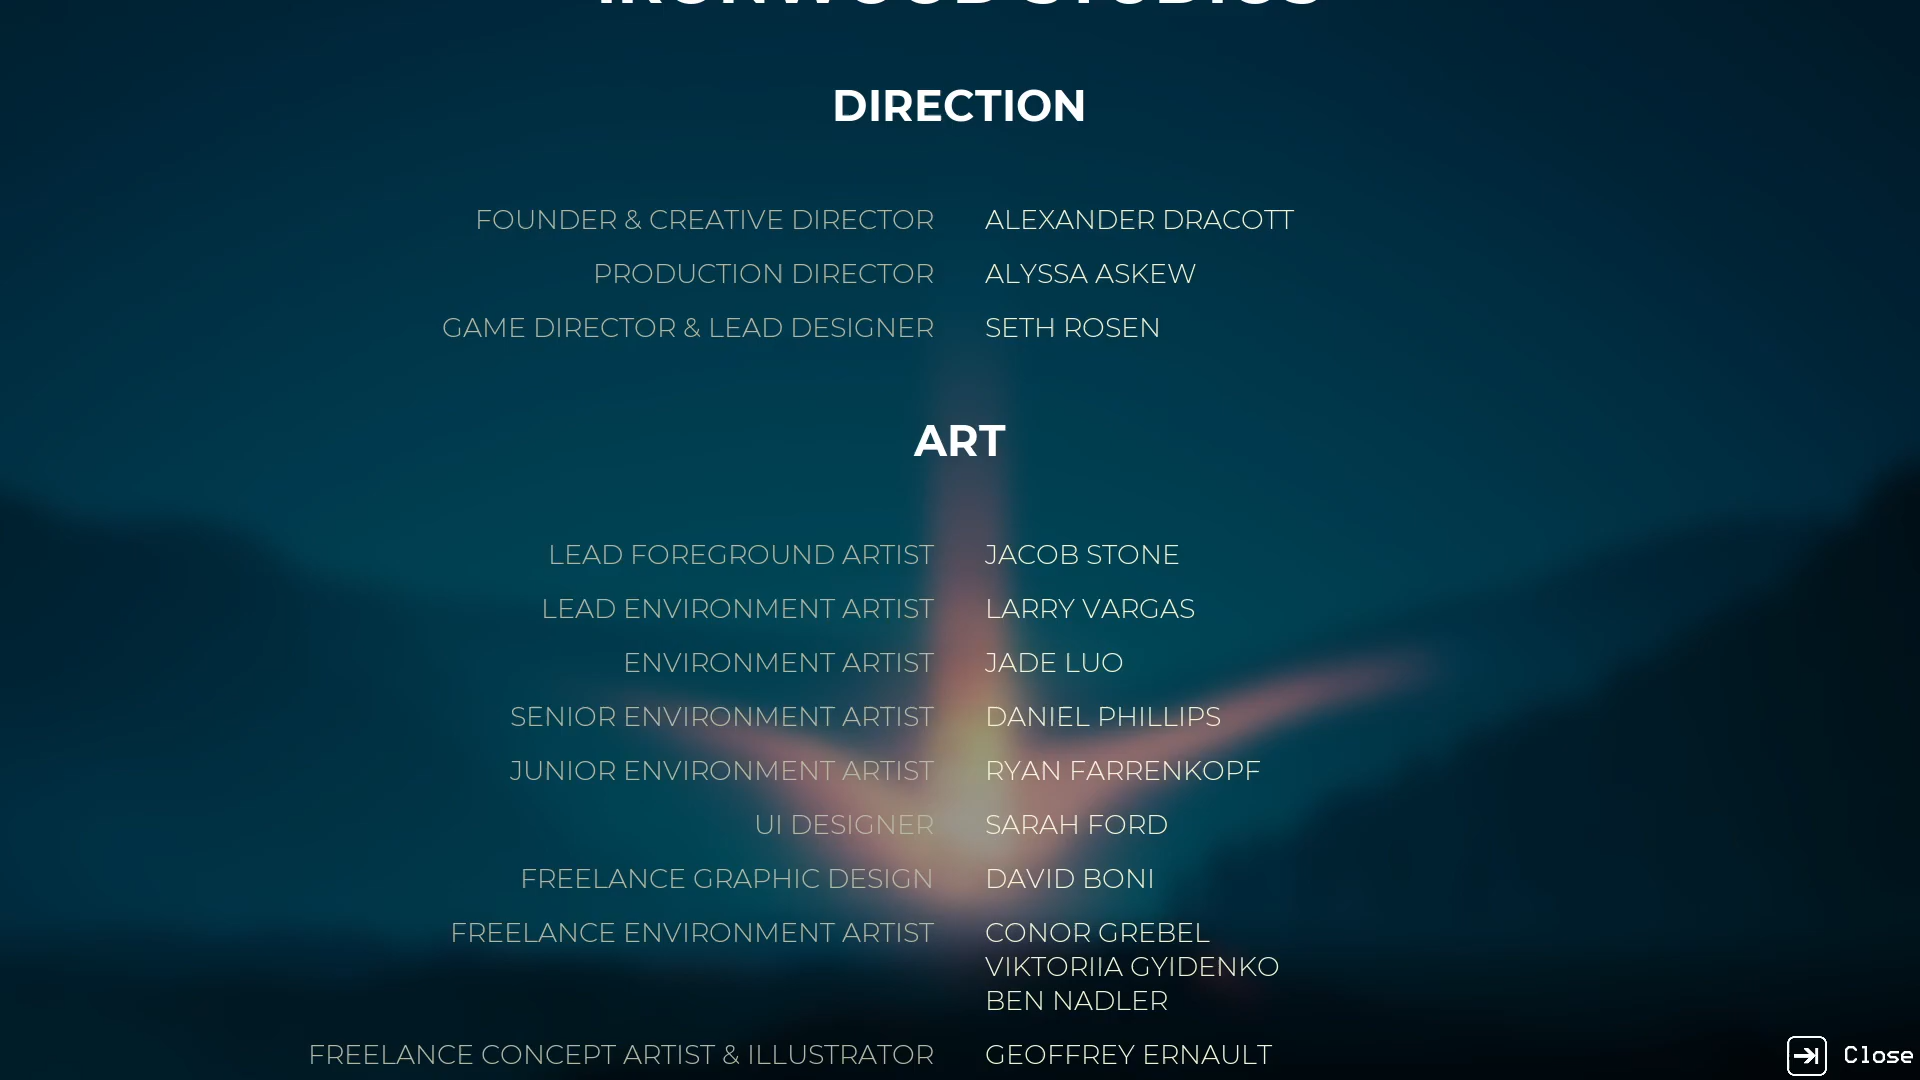 IRONWOOD STUDIOS
DIRECTION
FOUNDER & CREATIVE DIRECTOR ALEXANDER DRACOTT
PRODUCTION DIRECTOR ALYSSA ASKEW
GAME DIRECTOR & LEAD DESIGNER SETH ROSEN
ART
LEAD FOREGROUND ARTIST JACOB STONE
LEAD ENVIRONMENT ARTIST LARRY VARGAS
ENVIRONMENT ARTIST JADE LUO
SENIOR ENVIRONMENT ARTIST DANIEL PHILLIPS
JUNIOR ENVIRONMENT ARTIST RYAN FARRENKOPF
UI DESIGNER SARAH FORD
FREELANCE GRAPHIC DESIGN DAVID BONI
FREELANCE ENVIRONMENT ARTIST CONOR GREBEL
VIKTORIIA GYIDENKO
BEN NADLER
FREELANCE CONCEPT ARTIST & ILLUSTRATOR GEOFFREY ERNAULT
Close